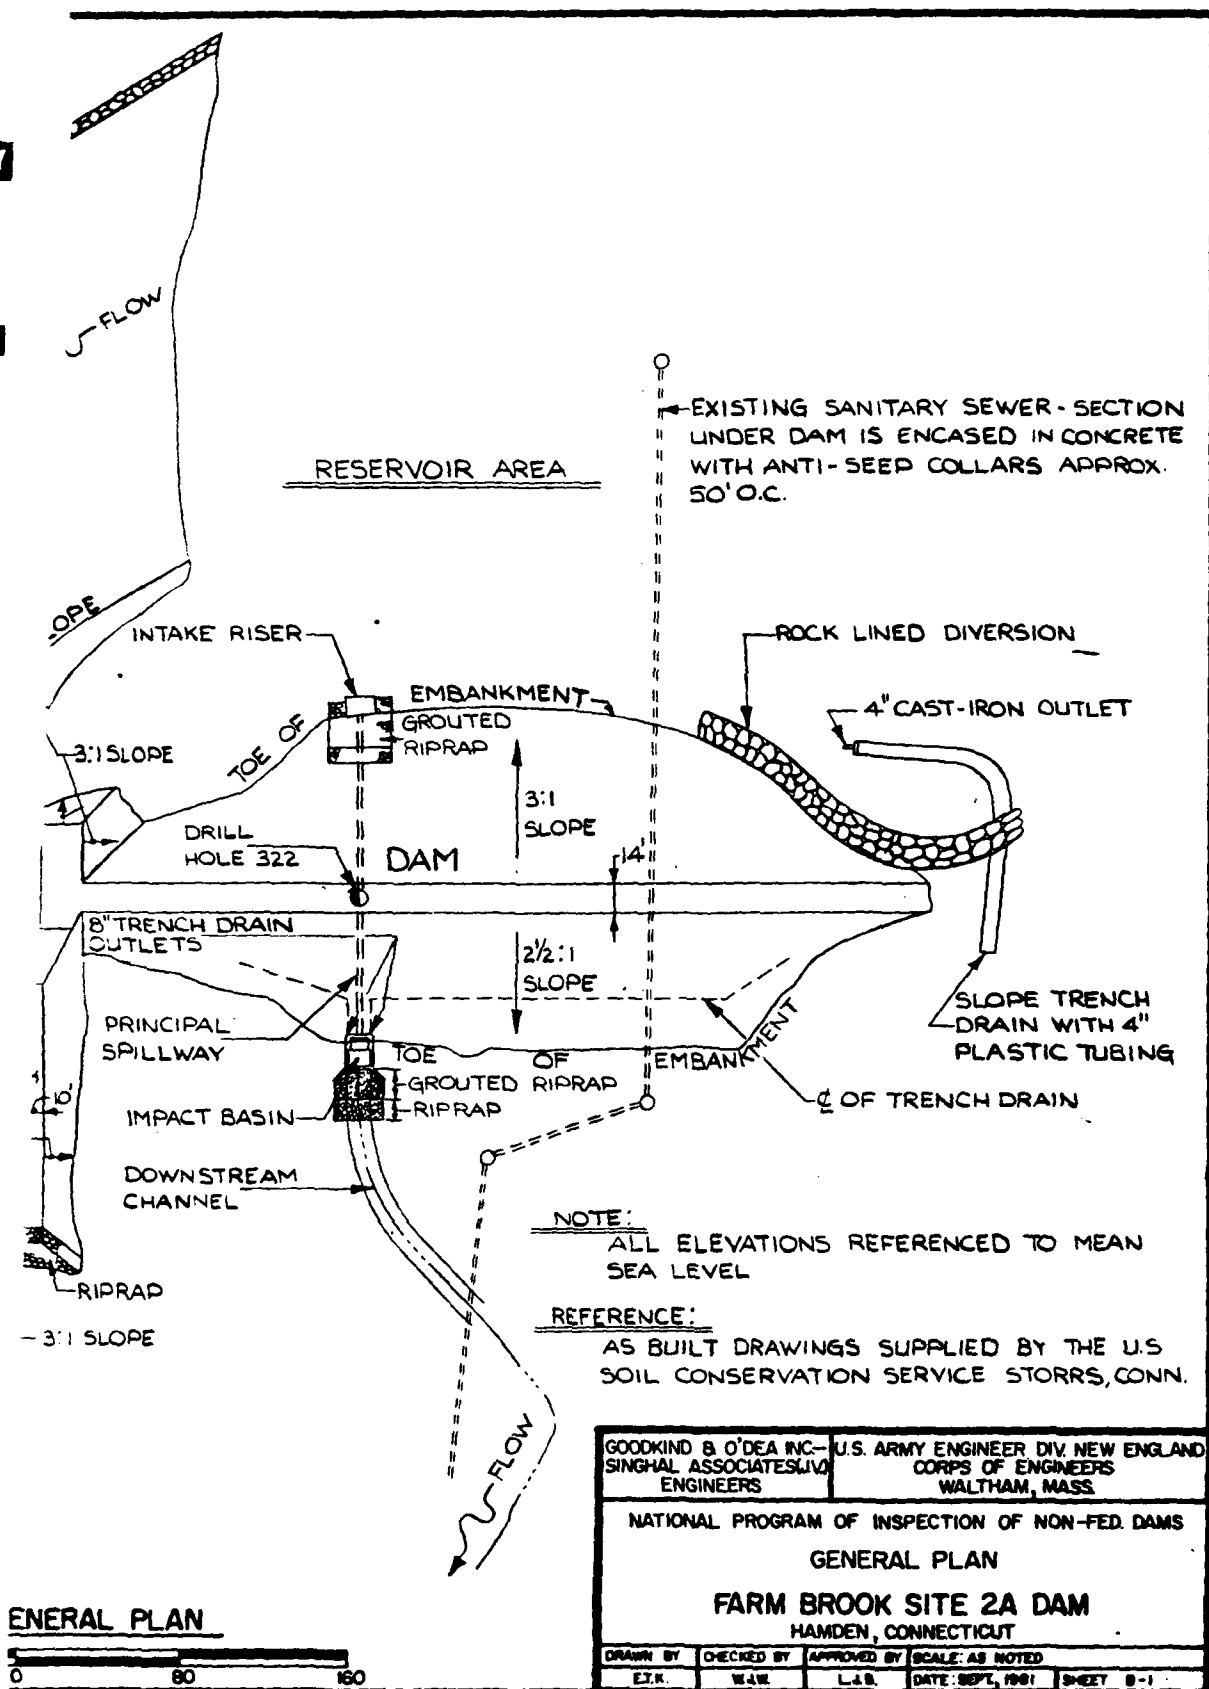 7
FLOW
EXISTING SANITARY SEWER - SECTION
UNDER DAM IS ENCASED IN CONCRETE
WITH ANTI-SEEP COLLARS APPROX.
50' O.C.
RESERVOIR AREA
OPE
INTAKE RISER
ROCK LINED DIVERSION
EMBANKMENT
TOE OF
GROUTED
RIPRAP
4" CAST-IRON OUTLET
3:1 SLOPE
3:1
SLOPE
DRILL
HOLE 322
DAM
14'
8" TRENCH DRAIN
OUTLETS
2½:1
SLOPE
SLOPE TRENCH
DRAIN WITH 4"
PLASTIC TUBING
PRINCIPAL
SPILLWAY
TOE OF EMBANKMENT
GROUTED RIPRAP
RIPRAP
IMPACT BASIN
℄ OF TRENCH DRAIN
DOWNSTREAM
CHANNEL
NOTE:
ALL ELEVATIONS REFERENCED TO MEAN
SEA LEVEL
RIPRAP
3:1 SLOPE
REFERENCE:
AS BUILT DRAWINGS SUPPLIED BY THE U.S
SOIL CONSERVATION SERVICE STORRS, CONN.
FLOW
GOODKIND & O'DEA INC.-
SINGHAL ASSOCIATES(J.V.)
ENGINEERS
U.S. ARMY ENGINEER DIV. NEW ENGLAND
CORPS OF ENGINEERS
WALTHAM, MASS.
NATIONAL PROGRAM OF INSPECTION OF NON-FED. DAMS
GENERAL PLAN
FARM BROOK SITE 2A DAM
HAMDEN, CONNECTICUT
DRAWN BY CHECKED BY APPROVED BY SCALE: AS NOTED
E.T.K. W.J.W. DATE: SEPT., 1981 SHEET B-1
ENERAL PLAN
0 80 160